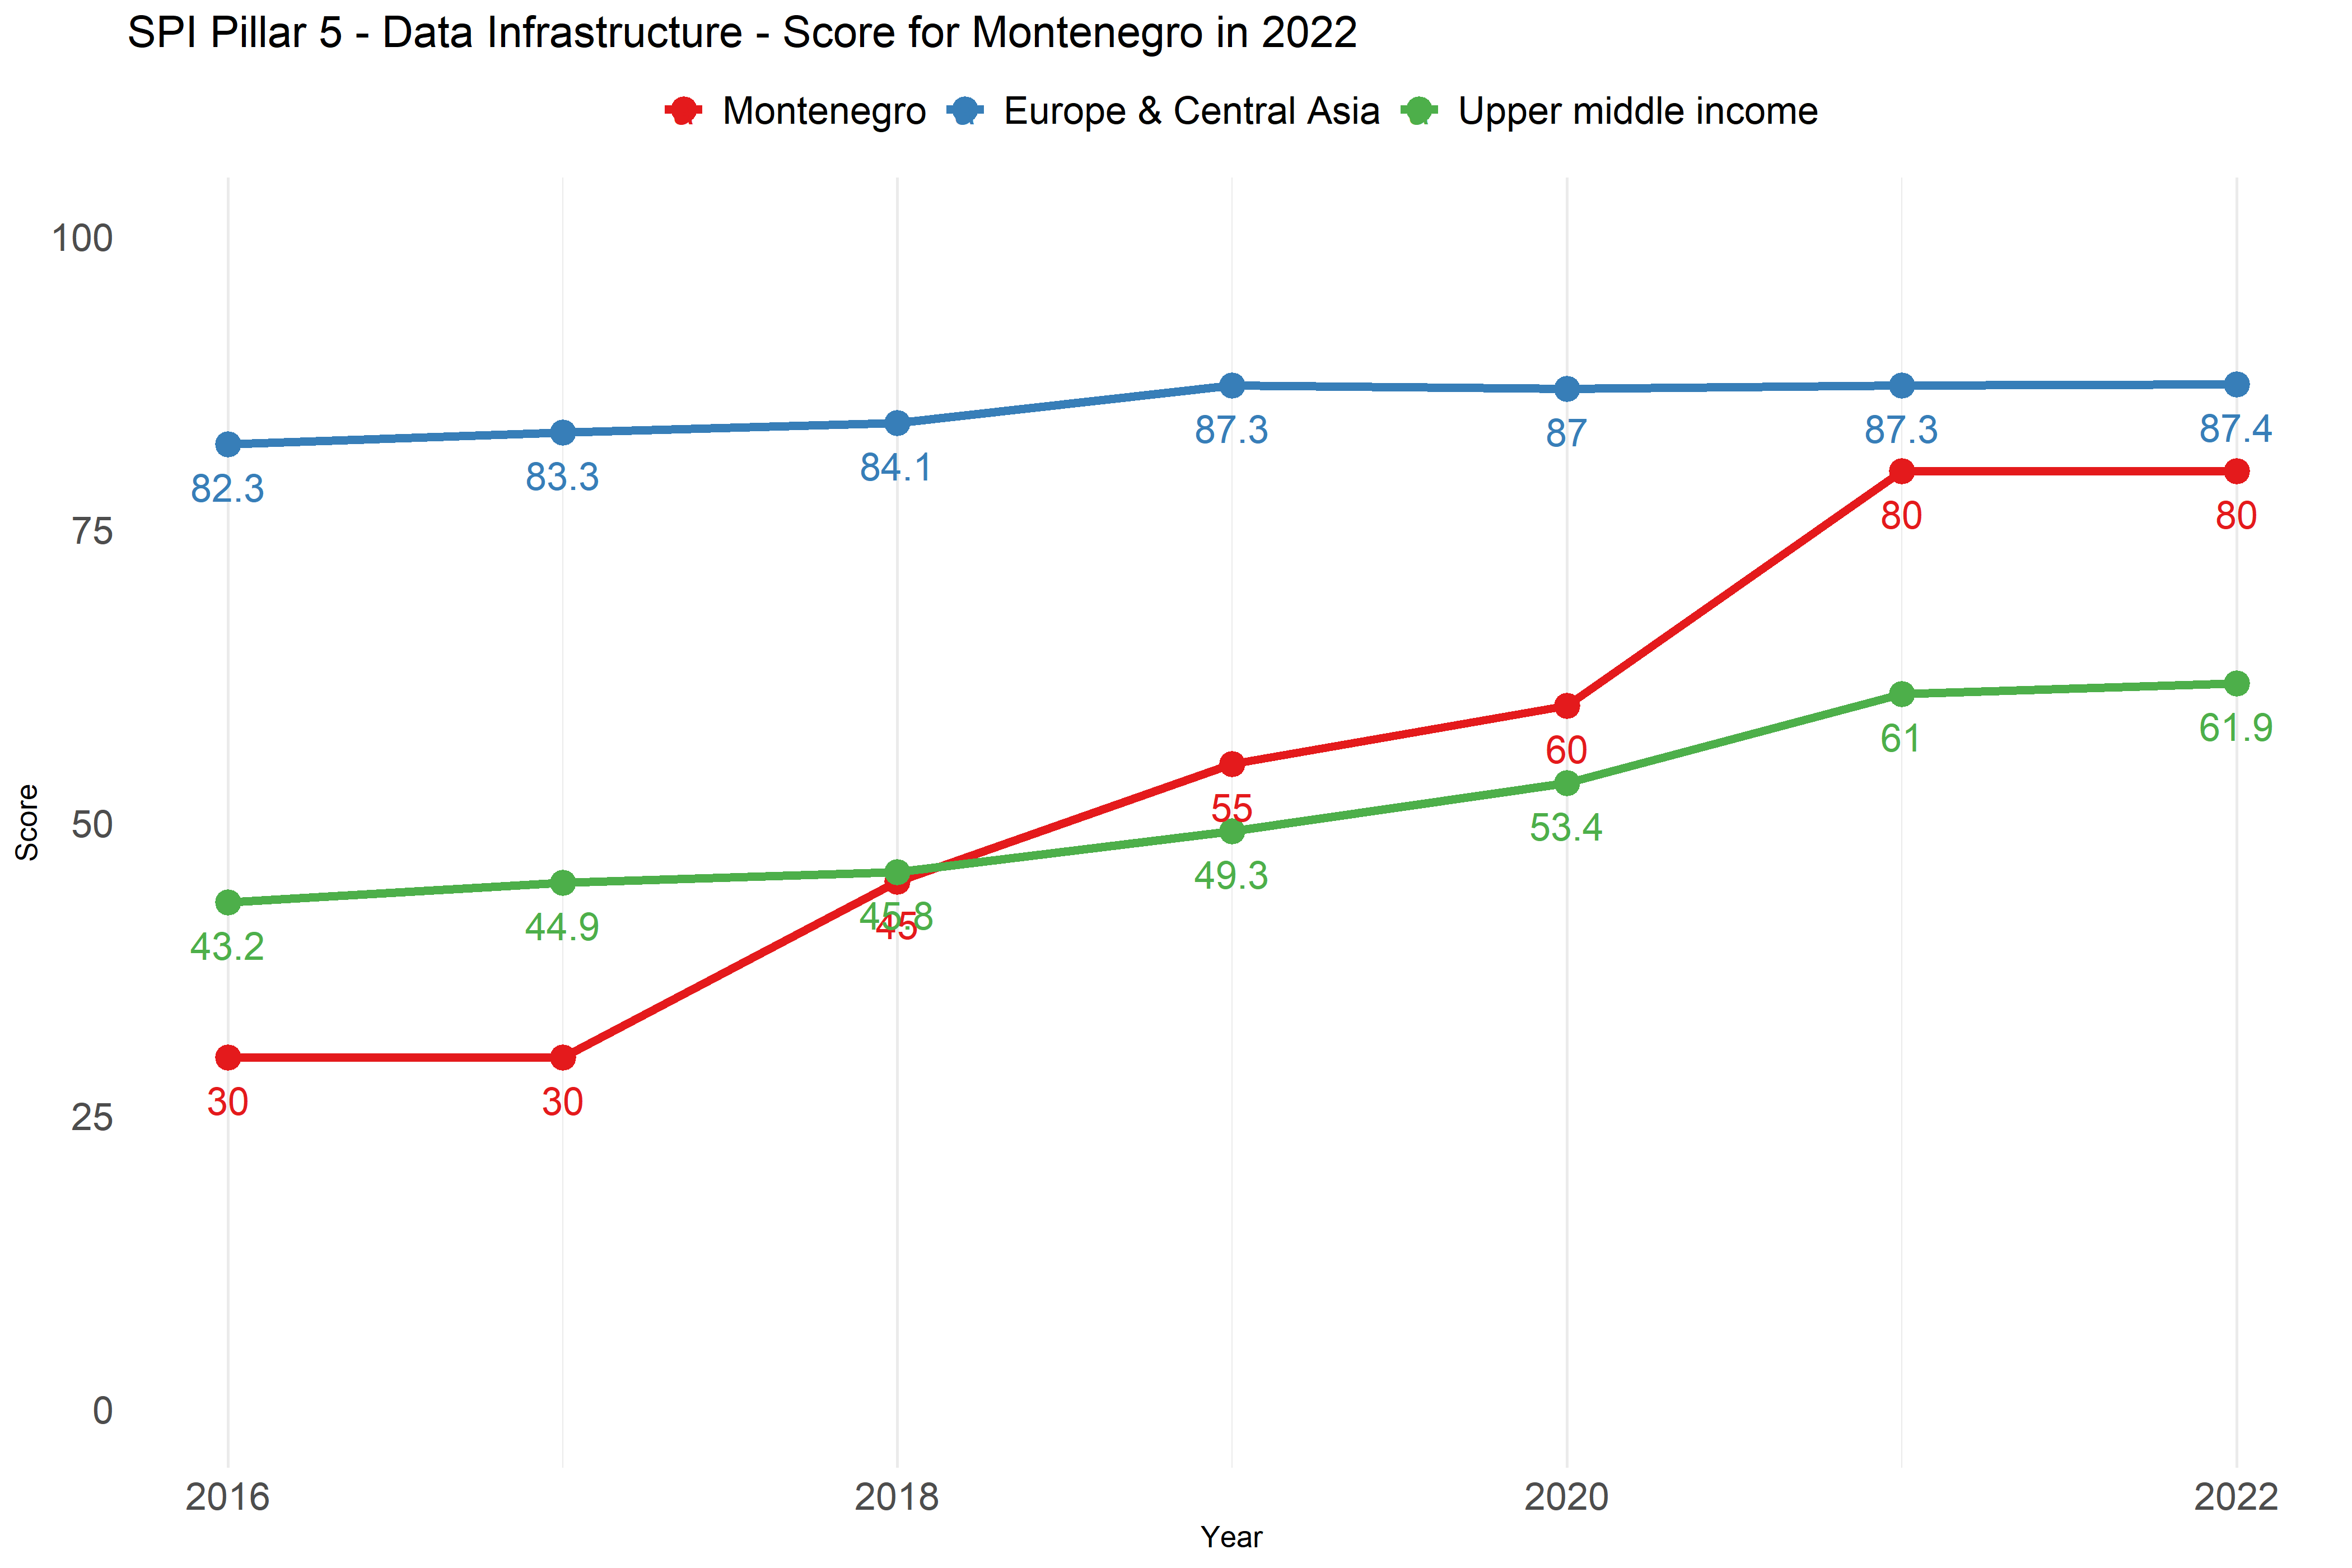 SPI Pillar 5 - Data Infrastructure - Score for Montenegro in 2022
Montenegro Europe & Central Asia Upper middle income
100
75
50
25
0
Score
82.3 83.3 84.1 87.3 87 87.3 87.4
30 30 45 55 60 80 80
43.2 44.9 45.8 49.3 53.4 61 61.9
2016 2018 2020 2022
Year